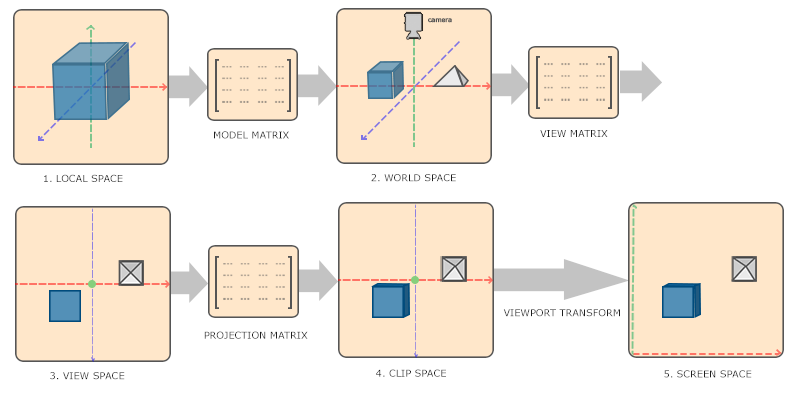 camera
MODEL MATRIX
VIEW MATRIX
1. LOCAL SPACE
2. WORLD SPACE
PROJECTION MATRIX
VIEWPORT TRANSFORM
3. VIEW SPACE
4. CLIP SPACE
5. SCREEN SPACE